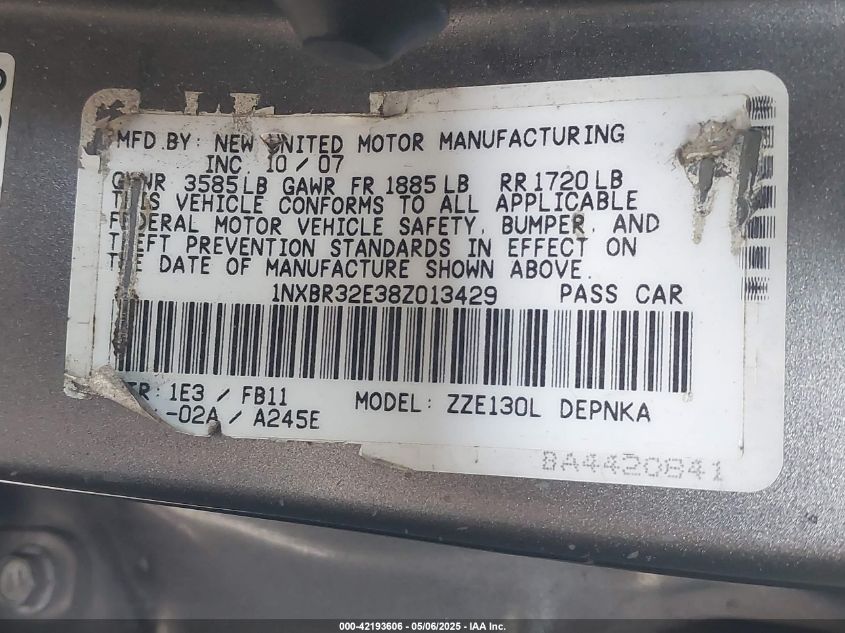 MFD.BY: NEW UNITED MOTOR MANUFACTURING
INC. 10 / 07
GVWR 3585LB GAWR FR 1885LB RR 1720LB
THIS VEHICLE CONFORMS TO ALL APPLICABLE
FEDERAL MOTOR VEHICLE SAFETY, BUMPER, AND
THEFT PREVENTION STANDARDS IN EFFECT ON
THE DATE OF MANUFACTURE SHOWN ABOVE.
1NXBR32E38Z013429 PASS CAR
TR: 1E3 / FB11
-02A / A245E
MODEL: ZZE130L DEPNKA
8A4420841
000-42193606 - 05/06/2025 - IAA Inc.